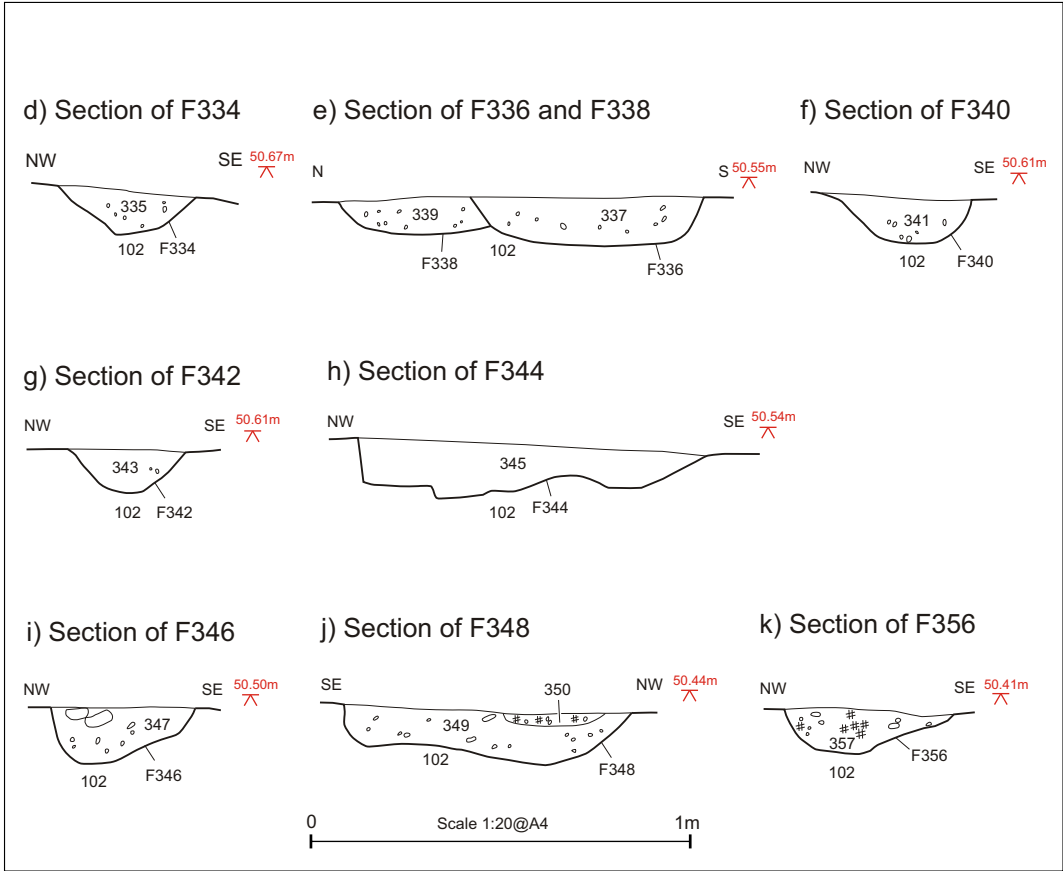 d) Section of F334
NW
SE 50.67m
335
102 F334
e) Section of F336 and F338
N
S 50.55m
339
337
F338
102
F336
f) Section of F340
NW
SE 50.61m
341
102 F340
g) Section of F342
NW
SE 50.61m
343
102 F342
h) Section of F344
NW
SE 50.54m
345
102 F344
i) Section of F346
NW
SE 50.50m
347
102
F346
j) Section of F348
SE
350
NW 50.44m
349
102
F348
k) Section of F356
NW
SE 50.41m
357
F356
102
0
Scale 1:20@A4
1m